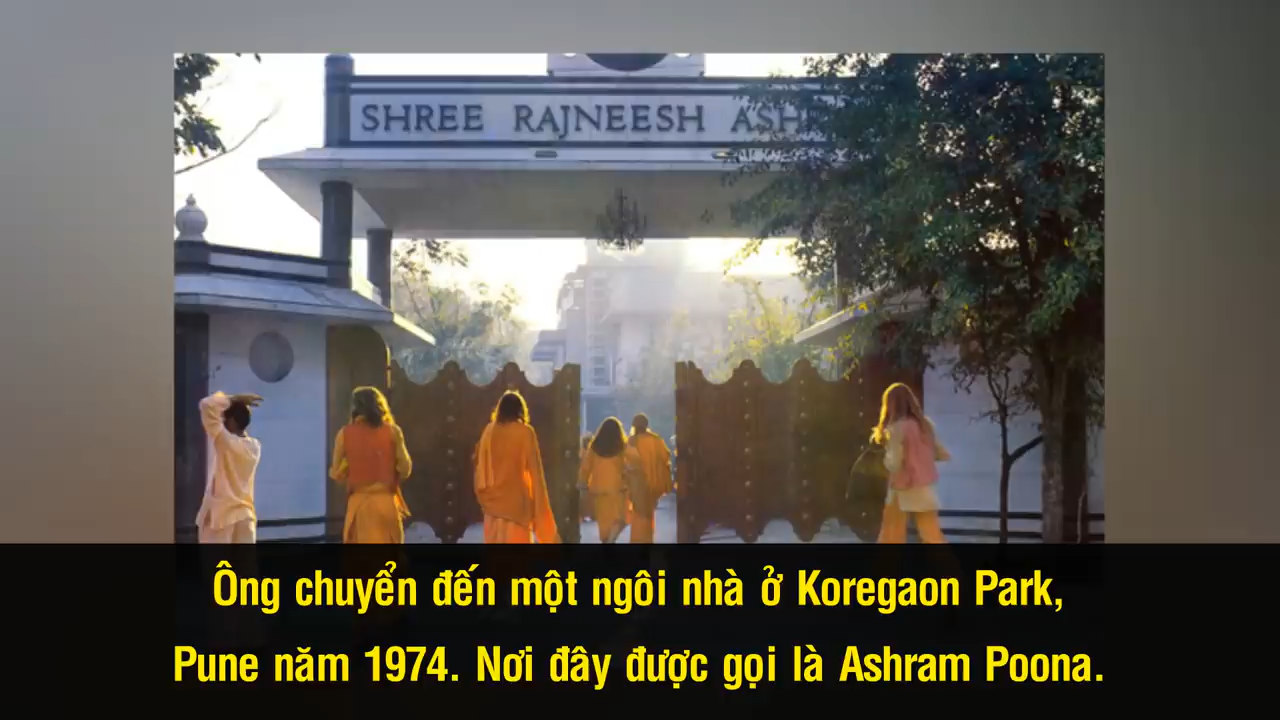 SHREE RAJNEESH ASH
Ông chuyển đến một ngôi nhà ở Koregaon Park,
Pune năm 1974. Nơi đây được gọi là Ashram Poona.